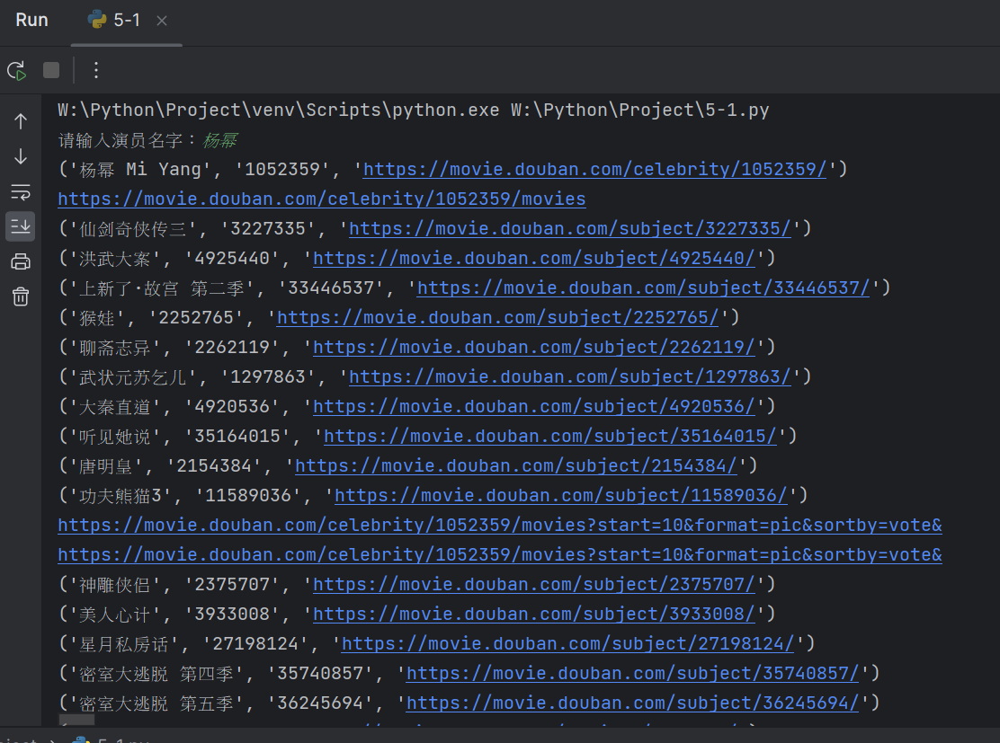 Run 5-1
W:\Python\Project\venv\Scripts\python.exe W:\Python\Project\5-1.py
请输入演员名字：杨幂
('杨幂 Mi Yang', '1052359', 'https://movie.douban.com/celebrity/1052359/')
https://movie.douban.com/celebrity/1052359/movies
('仙剑奇侠传三', '3227335', 'https://movie.douban.com/subject/3227335/')
('洪武大案', '4925440', 'https://movie.douban.com/subject/4925440/')
('上新了·故宫 第二季', '33446537', 'https://movie.douban.com/subject/33446537/')
('猴娃', '2252765', 'https://movie.douban.com/subject/2252765/')
('聊斋志异', '2262119', 'https://movie.douban.com/subject/2262119/')
('武状元苏乞儿', '1297863', 'https://movie.douban.com/subject/1297863/')
('大秦直道', '4920536', 'https://movie.douban.com/subject/4920536/')
('听见她说', '35164015', 'https://movie.douban.com/subject/35164015/')
('唐明皇', '2154384', 'https://movie.douban.com/subject/2154384/')
('功夫熊猫3', '11589036', 'https://movie.douban.com/subject/11589036/')
https://movie.douban.com/celebrity/1052359/movies?start=10&format=pic&sortby=vote&
https://movie.douban.com/celebrity/1052359/movies?start=10&format=pic&sortby=vote&
('神雕侠侣', '2375707', 'https://movie.douban.com/subject/2375707/')
('美人心计', '3933008', 'https://movie.douban.com/subject/3933008/')
('星月私房话', '27198124', 'https://movie.douban.com/subject/27198124/')
('密室大逃脱 第四季', '35740857', 'https://movie.douban.com/subject/35740857/')
('密室大逃脱 第五季', '36245694', 'https://movie.douban.com/subject/36245694/')